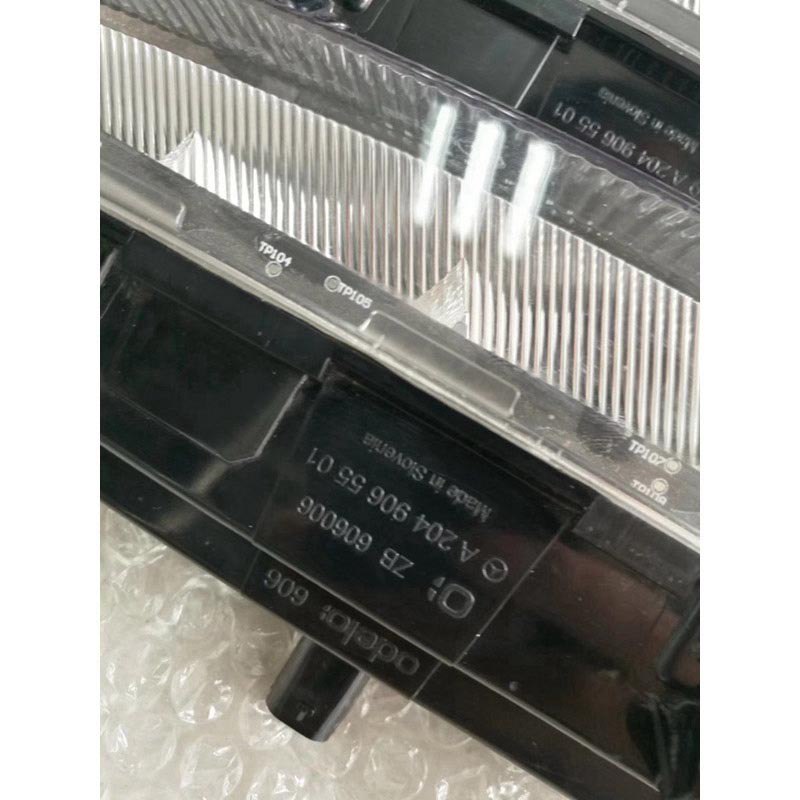 A 204 906 55 01
Made in Slovenia
TP104
TP105
TP107
TP108
ZB 606006
A 204 906 55 01
Made in Slovenia
odelo 606